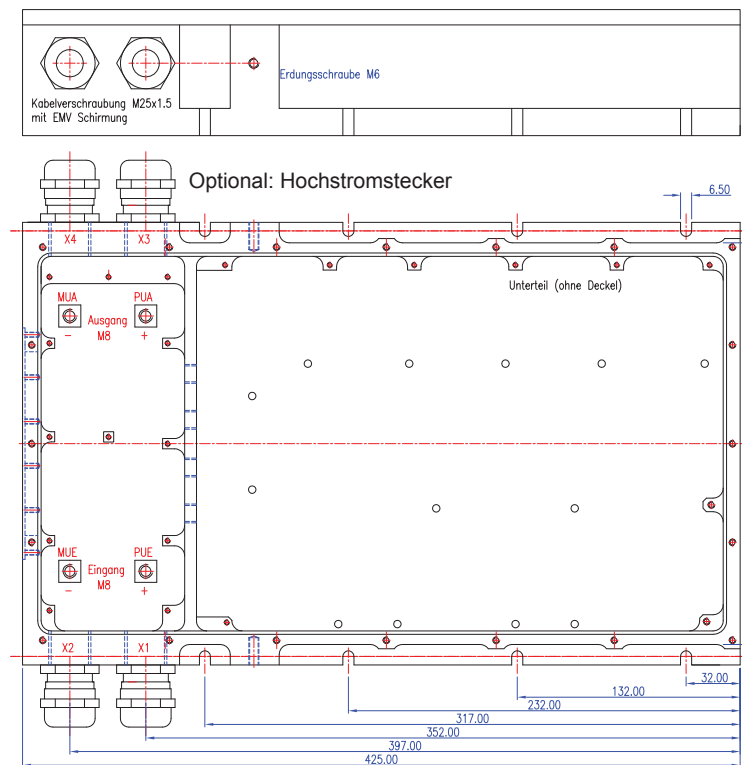 Erdungsschraube M6
Kabelverschraubung M25x1.5
mit EMV Schirmung
Optional: Hochstromstecker
6.50
X4 X3
Unterteil (ohne Deckel)
MUA PUA
Ausgang
M8
- +
MUE PUE
Eingang
M8
- +
X2 X1
32.00
132.00
232.00
317.00
352.00
397.00
425.00